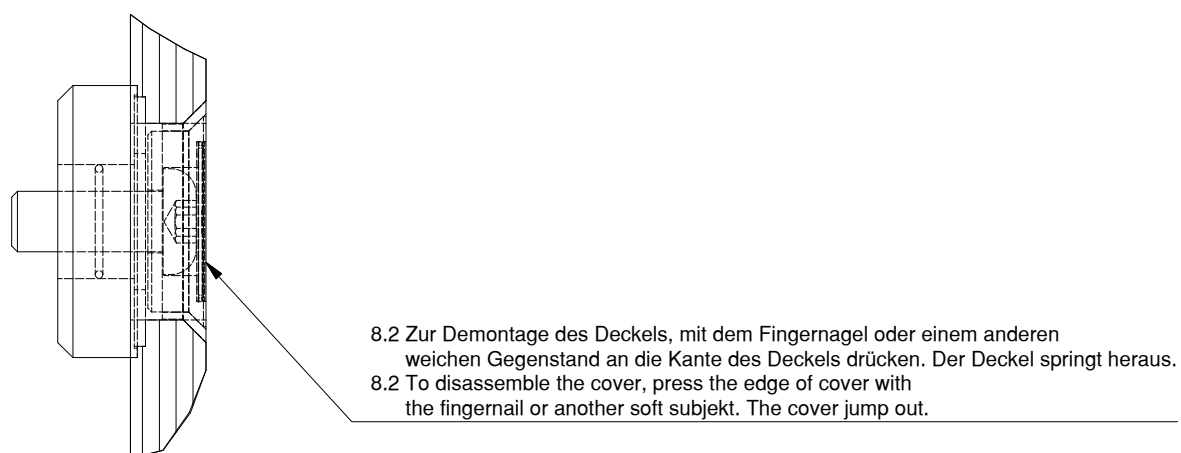 8.2 Zur Demontage des Deckels, mit dem Fingernagel oder einem anderen
weichen Gegenstand an die Kante des Deckels drücken. Der Deckel springt heraus.
8.2 To disassemble the cover, press the edge of cover with
the fingernail or another soft subjekt. The cover jump out.